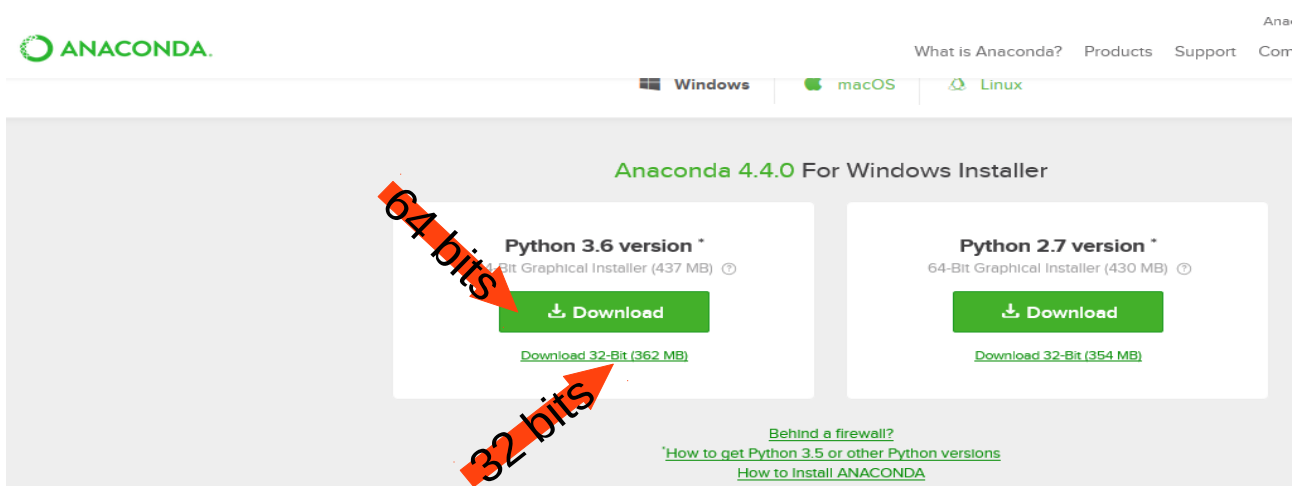 Ana
ANACONDA.
What is Anaconda? Products Support Com
Windows macOS Linux
Anaconda 4.4.0 For Windows Installer
64 bits
Python 3.6 version *
-Bit Graphical Installer (437 MB) ?
Download
Download 32-Bit (362 MB)
32 bits
Python 2.7 version *
64-Bit Graphical Installer (430 MB) ?
Download
Download 32-Bit (354 MB)
Behind a firewall?
*How to get Python 3.5 or other Python versions
How to Install ANACONDA